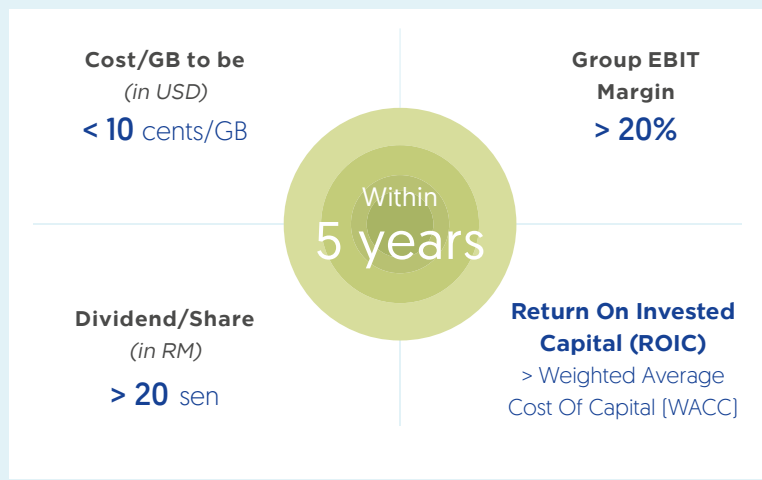 Cost/GB to be
(in USD)
< 10 cents/GB
Group EBIT
Margin
> 20%
Within
5 years
Dividend/Share
(in RM)
> 20 sen
Return On Invested
Capital (ROIC)
> Weighted Average
Cost Of Capital (WACC)